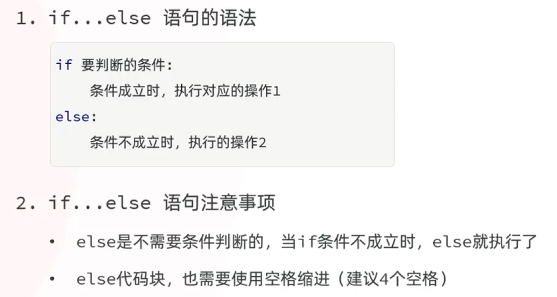 1. if...else 语句的语法
if 要判断的条件:
条件成立时，执行对应的操作1
else:
条件不成立时，执行的操作2
2. if...else 语句注意事项
• else是不需要条件判断的，当if条件不成立时，else就执行了
• else代码块，也需要使用空格缩进（建议4个空格）